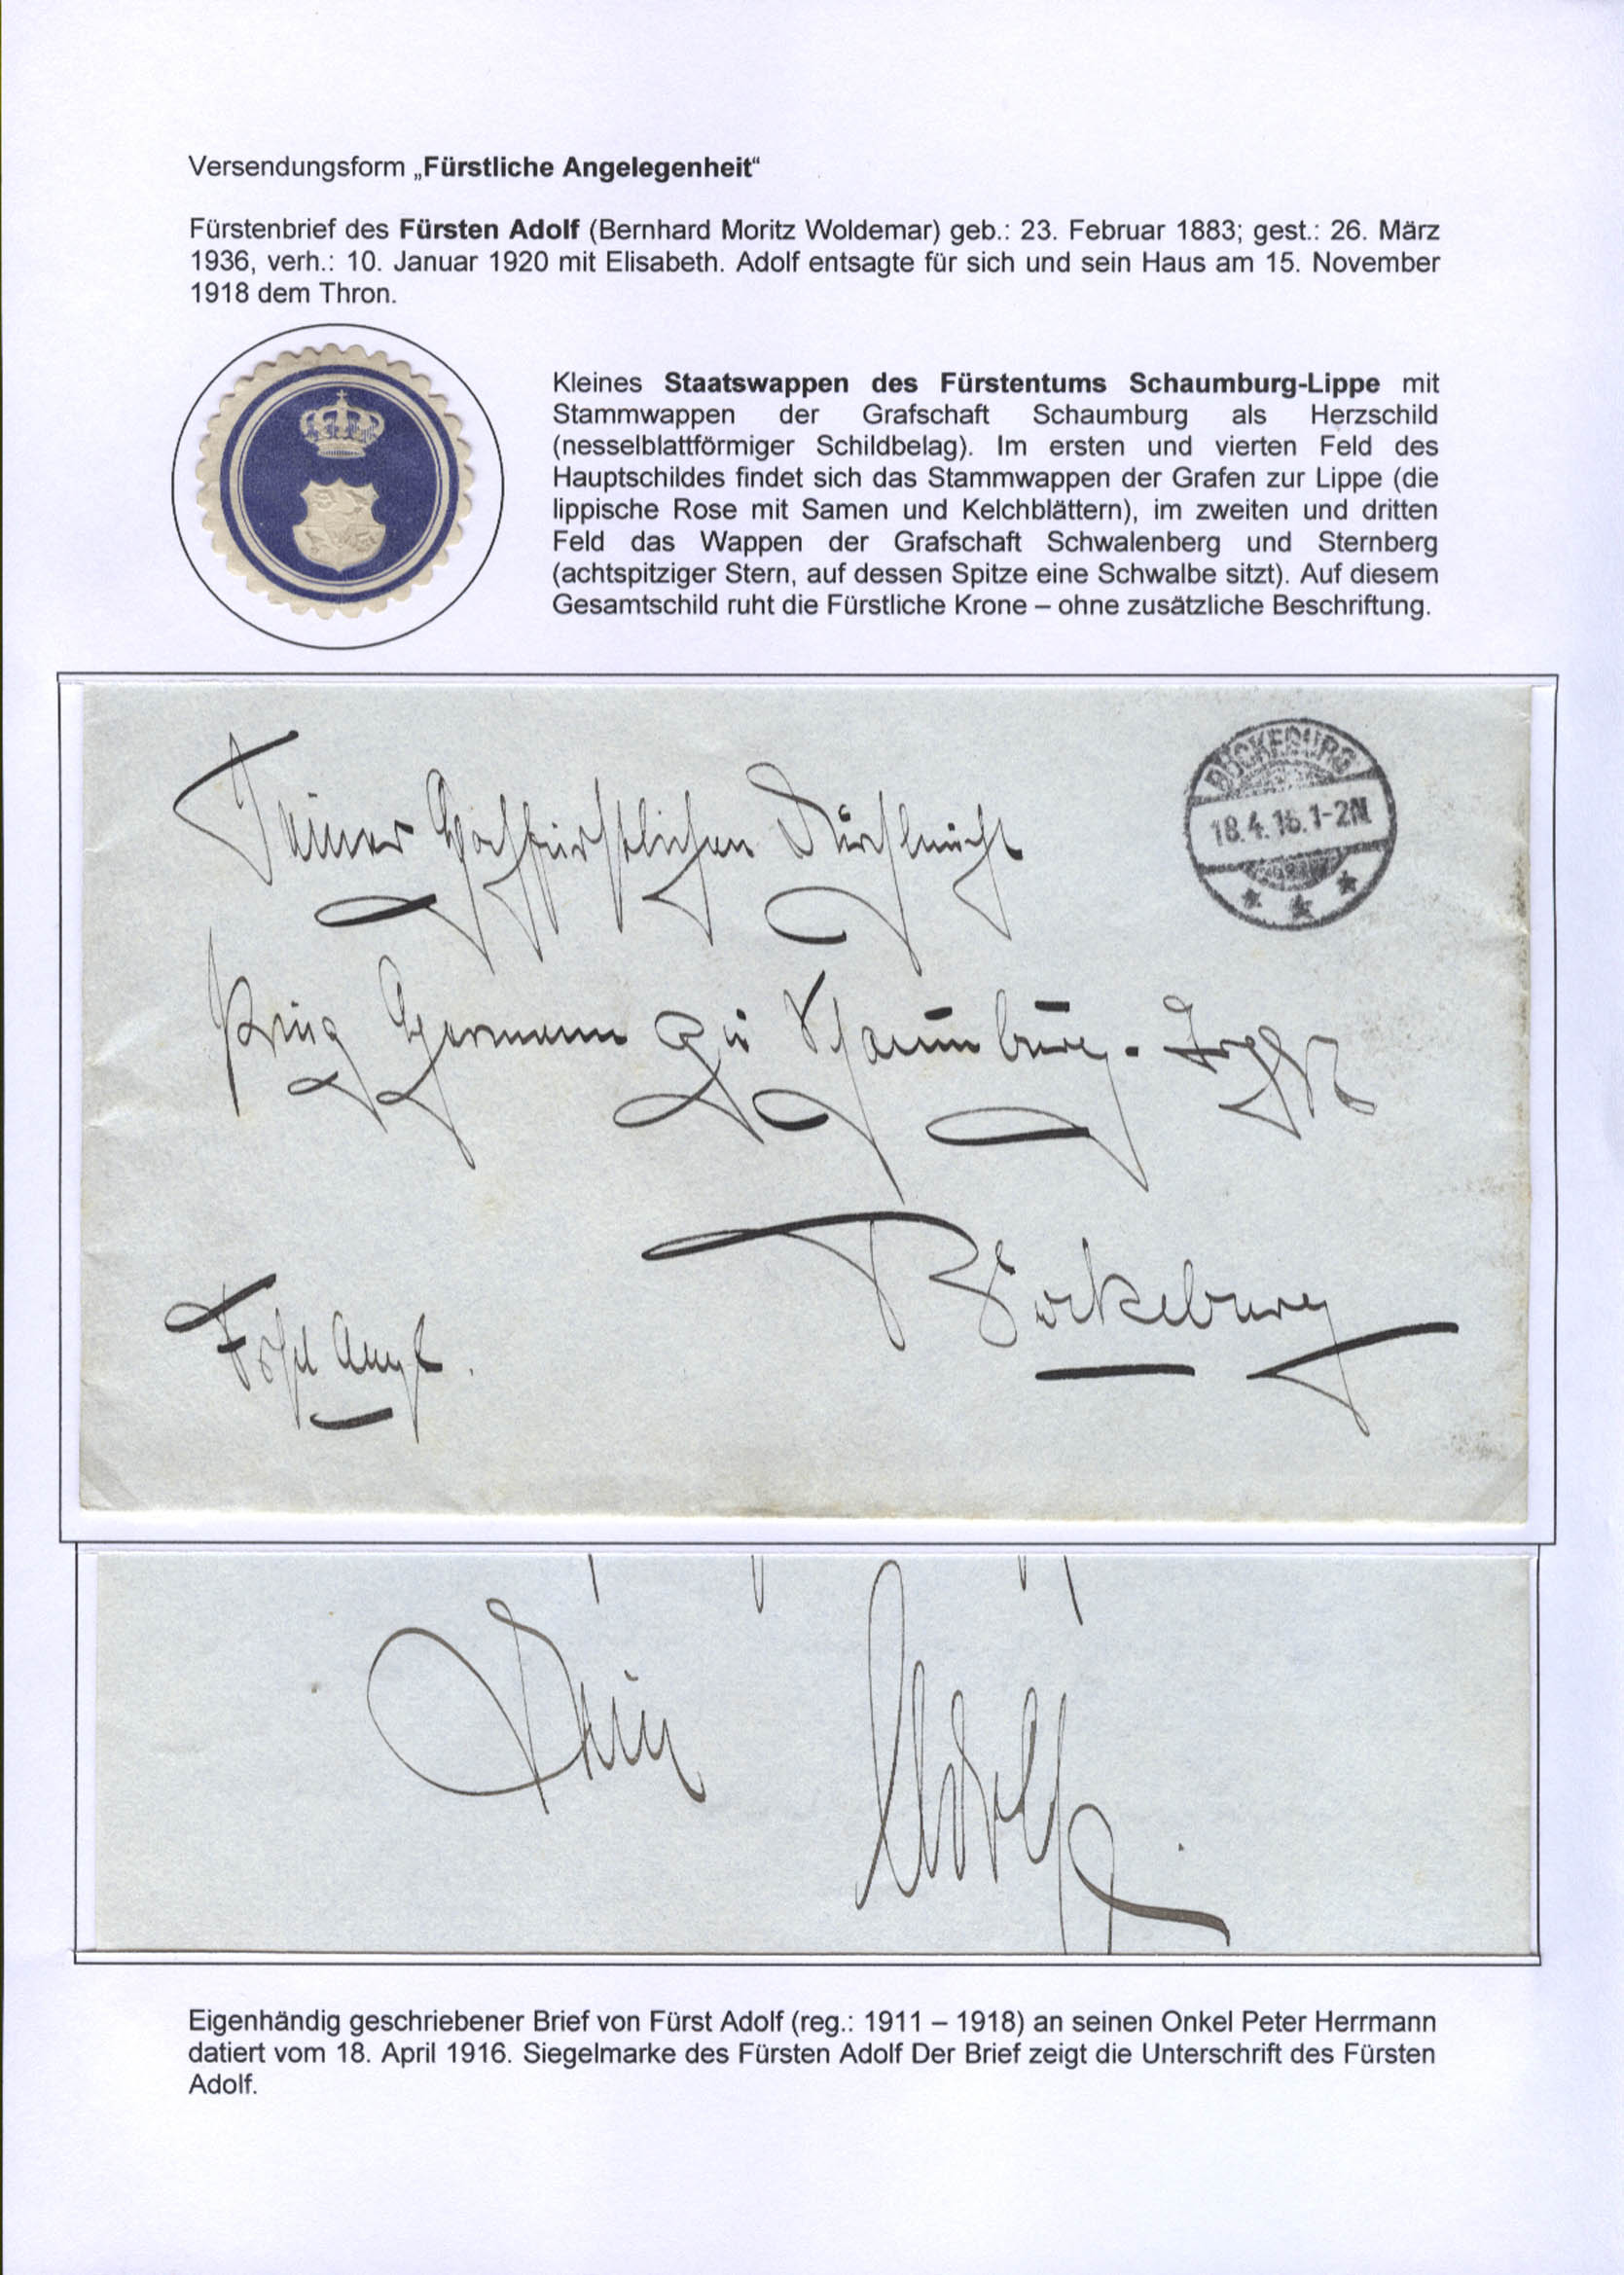 Versendungsform „Fürstliche Angelegenheit“
Fürstenbrief des Fürsten Adolf (Bernhard Moritz Woldemar) geb.: 23. Februar 1883; gest.: 26. März
1936, verh.: 10. Januar 1920 mit Elisabeth. Adolf entsagte für sich und sein Haus am 15. November
1918 dem Thron.
Kleines Staatswappen des Fürstentums Schaumburg-Lippe mit
Stammwappen der Grafschaft Schaumburg als Herzschild
(nesselblattförmiger Schildbelag). Im ersten und vierten Feld des
Hauptschildes findet sich das Stammwappen der Grafen zur Lippe (die
lippische Rose mit Samen und Kelchblättern), im zweiten und dritten
Feld das Wappen der Grafschaft Schwalenberg und Sternberg
(achtspitziger Stern, auf dessen Spitze eine Schwalbe sitzt). Auf diesem
Gesamtschild ruht die Fürstliche Krone – ohne zusätzliche Beschriftung.
BÜCKEBURG
18.4.16.1-2N
Seiner Hochfürstlichen Durchlaucht
Prinz Hermann zu Schaumburg-Lippe
Bückeburg
Fstl Angl.
Dein Adolf.
Eigenhändig geschriebener Brief von Fürst Adolf (reg.: 1911 – 1918) an seinen Onkel Peter Herrmann
datiert vom 18. April 1916. Siegelmarke des Fürsten Adolf Der Brief zeigt die Unterschrift des Fürsten
Adolf.